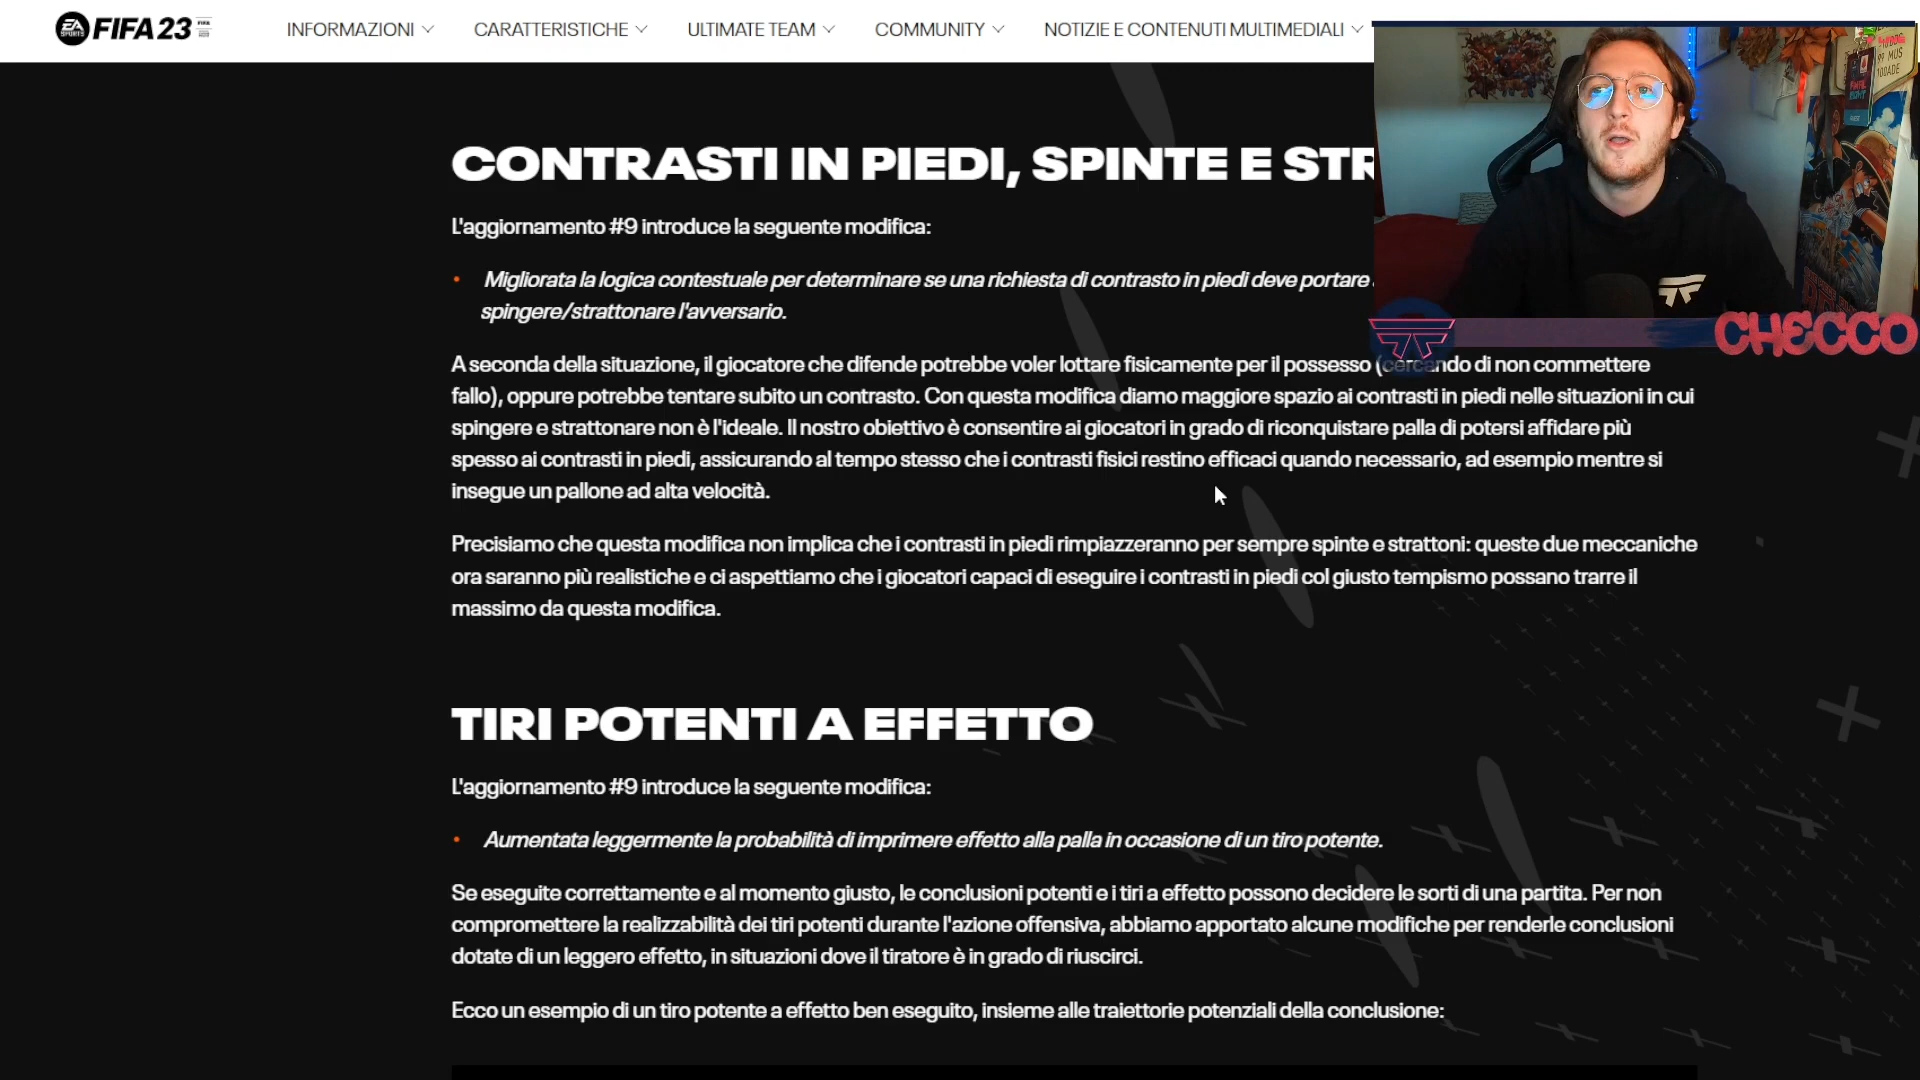 EA SPORTS FIFA 23
INFORMAZIONI CARATTERISTICHE ULTIMATE TEAM COMMUNITY NOTIZIE E CONTENUTI MULTIMEDIALI
CONTRASTI IN PIEDI, SPINTE E STR
L'aggiornamento #9 introduce la seguente modifica:
• Migliorata la logica contestuale per determinare se una richiesta di contrasto in piedi deve portare
spingere/strattonare l'avversario.
CHECCO
A seconda della situazione, il giocatore che difende potrebbe voler lottare fisicamente per il possesso (cercando di non commettere
fallo), oppure potrebbe tentare subito un contrasto. Con questa modifica diamo maggiore spazio ai contrasti in piedi nelle situazioni in cui
spingere e strattonare non è l'ideale. Il nostro obiettivo è consentire ai giocatori in grado di riconquistare palla di potersi affidare più
spesso ai contrasti in piedi, assicurando al tempo stesso che i contrasti fisici restino efficaci quando necessario, ad esempio mentre si
insegue un pallone ad alta velocità.
Precisiamo che questa modifica non implica che i contrasti in piedi rimpiazzeranno per sempre spinte e strattoni: queste due meccaniche
ora saranno più realistiche e ci aspettiamo che i giocatori capaci di eseguire i contrasti in piedi col giusto tempismo possano trarre il
massimo da questa modifica.
TIRI POTENTI A EFFETTO
L'aggiornamento #9 introduce la seguente modifica:
• Aumentata leggermente la probabilità di imprimere effetto alla palla in occasione di un tiro potente.
Se eseguite correttamente e al momento giusto, le conclusioni potenti e i tiri a effetto possono decidere le sorti di una partita. Per non
compromettere la realizzabilità dei tiri potenti durante l'azione offensiva, abbiamo apportato alcune modifiche per renderle conclusioni
dotate di un leggero effetto, in situazioni dove il tiratore è in grado di riuscirci.
Ecco un esempio di un tiro potente a effetto ben eseguito, insieme alle traiettorie potenziali della conclusione: